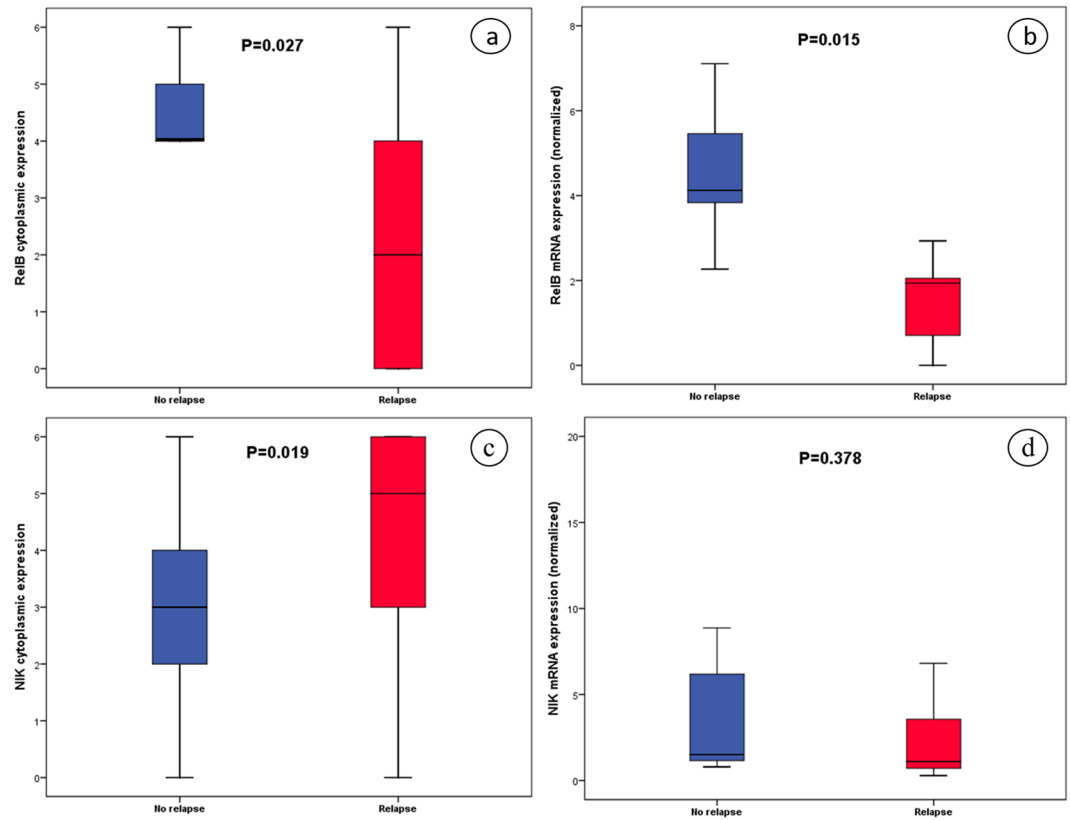 P=0.027
a
RelB cytoplasmic expression
6
5
4
3
2
1
0
No relapse
Relapse
P=0.015
b
RelB mRNA expression (normalized)
8
6
4
2
0
No relapse
Relapse
P=0.019
c
NIK cytoplasmic expression
6
5
4
3
2
1
0
No relapse
Relapse
P=0.378
d
NIK mRNA expression (normalized)
20
15
10
5
0
No relapse
Relapse